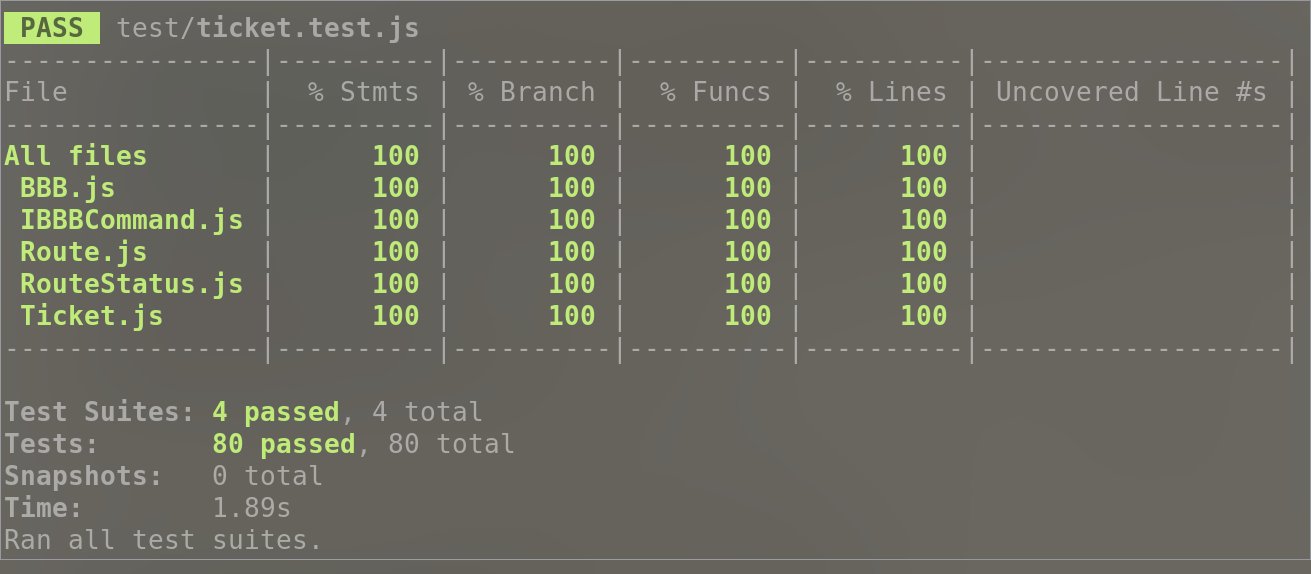 PASS test/ticket.test.js
----------------|----------|----------|----------|----------|-------------------|
File            |  % Stmts | % Branch |  % Funcs |  % Lines | Uncovered Line #s |
----------------|----------|----------|----------|----------|-------------------|
All files       |      100 |      100 |      100 |      100 |                   |
 BBB.js         |      100 |      100 |      100 |      100 |                   |
 IBBBCommand.js |      100 |      100 |      100 |      100 |                   |
 Route.js       |      100 |      100 |      100 |      100 |                   |
 RouteStatus.js |      100 |      100 |      100 |      100 |                   |
 Ticket.js      |      100 |      100 |      100 |      100 |                   |
----------------|----------|----------|----------|----------|-------------------|
Test Suites: 4 passed, 4 total
Tests:       80 passed, 80 total
Snapshots:   0 total
Time:        1.89s
Ran all test suites.